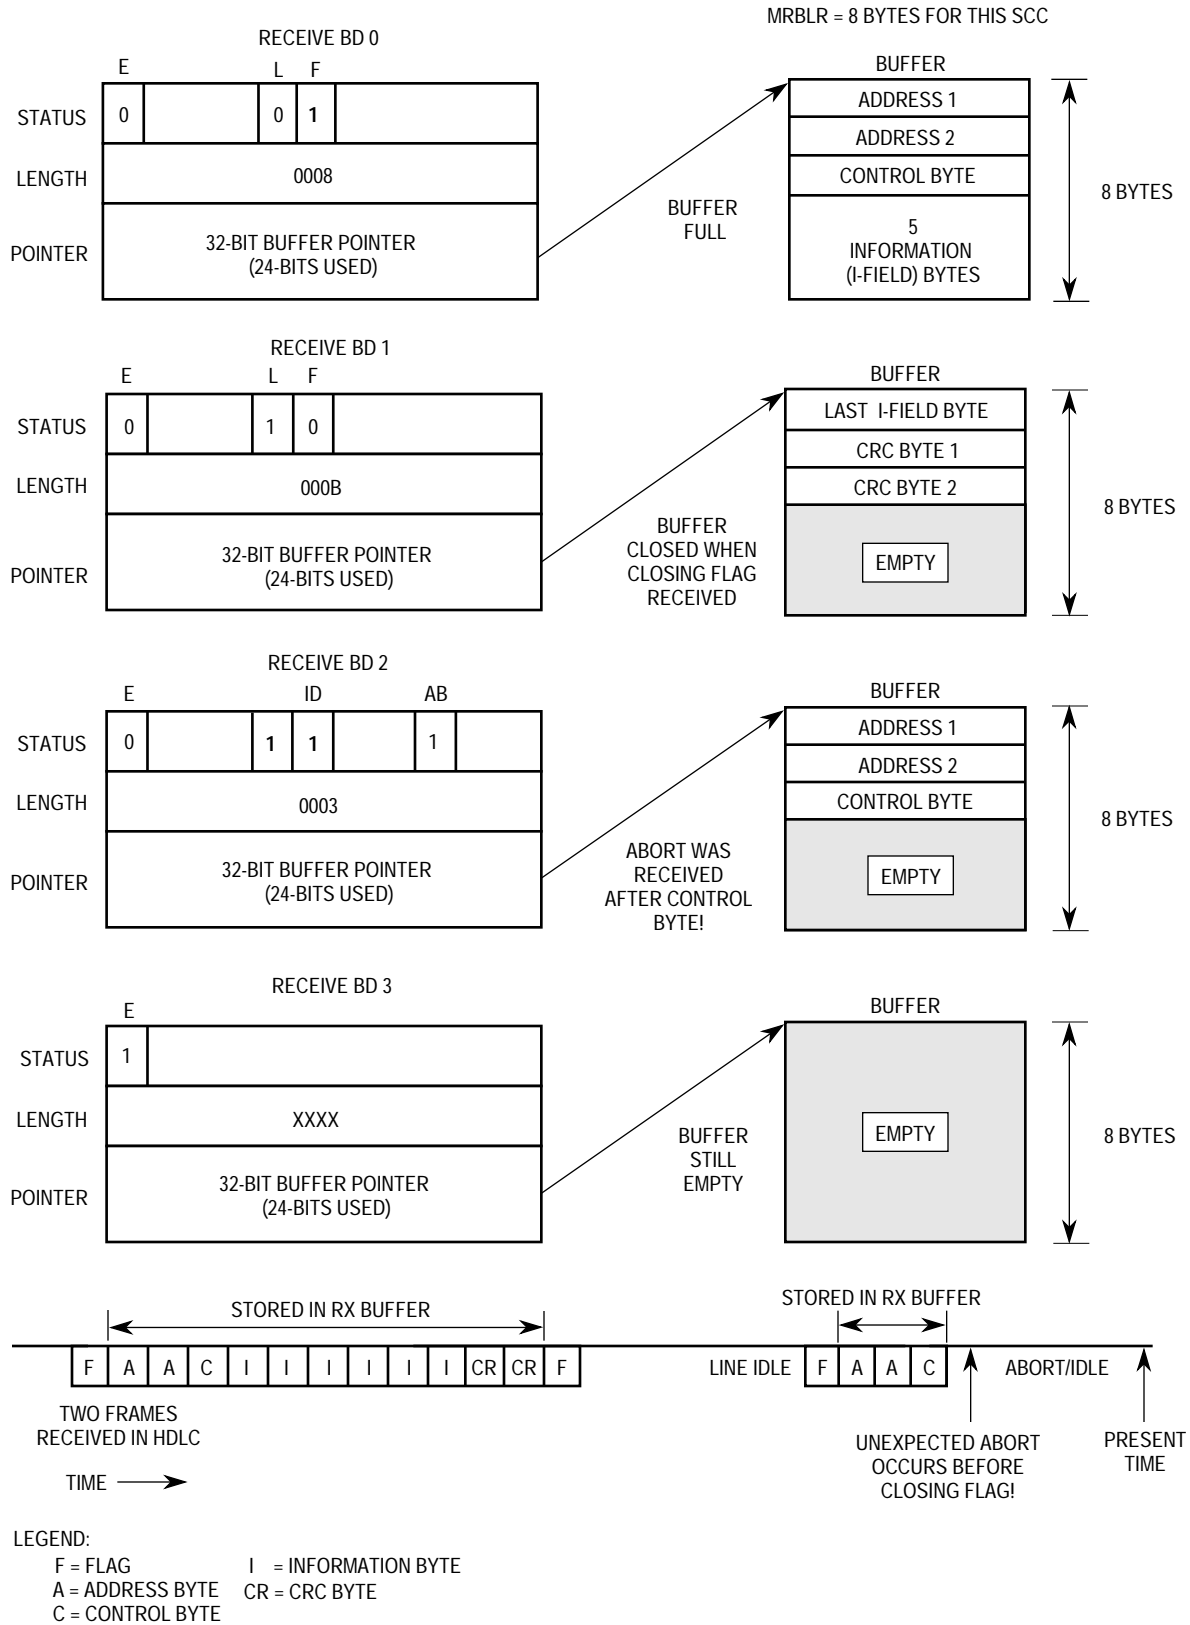 MRBLR = 8 BYTES FOR THIS SCC
RECEIVE BD 0
E L F
STATUS 0 0 1
LENGTH 0008
POINTER 32-BIT BUFFER POINTER
(24-BITS USED)
BUFFER
FULL
BUFFER
ADDRESS 1
ADDRESS 2
CONTROL BYTE
5
INFORMATION
(I-FIELD) BYTES
8 BYTES
RECEIVE BD 1
E L F
STATUS 0 1 0
LENGTH 000B
POINTER 32-BIT BUFFER POINTER
(24-BITS USED)
BUFFER
CLOSED WHEN
CLOSING FLAG
RECEIVED
BUFFER
LAST I-FIELD BYTE
CRC BYTE 1
CRC BYTE 2
EMPTY
8 BYTES
RECEIVE BD 2
E ID AB
STATUS 0 1 1 1
LENGTH 0003
POINTER 32-BIT BUFFER POINTER
(24-BITS USED)
ABORT WAS
RECEIVED
AFTER CONTROL
BYTE!
BUFFER
ADDRESS 1
ADDRESS 2
CONTROL BYTE
EMPTY
8 BYTES
RECEIVE BD 3
E
STATUS 1
LENGTH XXXX
POINTER 32-BIT BUFFER POINTER
(24-BITS USED)
BUFFER
STILL
EMPTY
BUFFER
EMPTY
8 BYTES
STORED IN RX BUFFER
STORED IN RX BUFFER
F A A C I I I I I I CR CR F LINE IDLE F A A C ABORT/IDLE
TWO FRAMES
RECEIVED IN HDLC
TIME
UNEXPECTED ABORT
OCCURS BEFORE
CLOSING FLAG!
PRESENT
TIME
LEGEND:
F = FLAG I = INFORMATION BYTE
A = ADDRESS BYTE CR = CRC BYTE
C = CONTROL BYTE